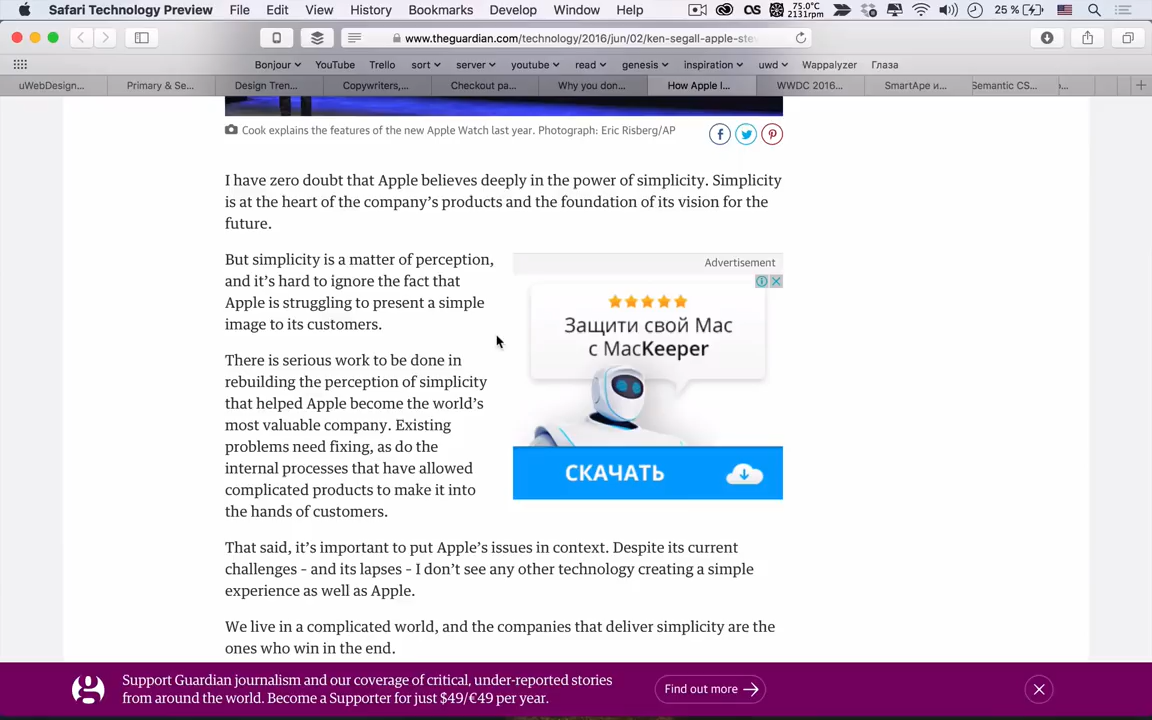 Safari Technology Preview File Edit View History Bookmarks Develop Window Help
75.0°C
2131rpm
25 %
www.theguardian.com/technology/2016/jun/02/ken-segall-apple-ste
Bonjour YouTube Trello sort server youtube read genesis inspiration uwd Wappalyzer Глаза
uWebDesign... Primary & Se... Design Tren... Copywriters,... Checkout pa... Why you don... How Apple l... WWDC 2016... SmartApe и... Semantic CS...
Cook explains the features of the new Apple Watch last year. Photograph: Eric Risberg/AP
I have zero doubt that Apple believes deeply in the power of simplicity. Simplicity
is at the heart of the company’s products and the foundation of its vision for the
future.
But simplicity is a matter of perception,
and it’s hard to ignore the fact that
Apple is struggling to present a simple
image to its customers.
There is serious work to be done in
rebuilding the perception of simplicity
that helped Apple become the world’s
most valuable company. Existing
problems need fixing, as do the
internal processes that have allowed
complicated products to make it into
the hands of customers.
Advertisement
Защити свой Mac
с MacKeeper
СКАЧАТЬ
That said, it’s important to put Apple’s issues in context. Despite its current
challenges – and its lapses – I don’t see any other technology creating a simple
experience as well as Apple.
We live in a complicated world, and the companies that deliver simplicity are the
ones who win in the end.
Support Guardian journalism and our coverage of critical, under-reported stories
from around the world. Become a Supporter for just $49/€49 per year.
Find out more